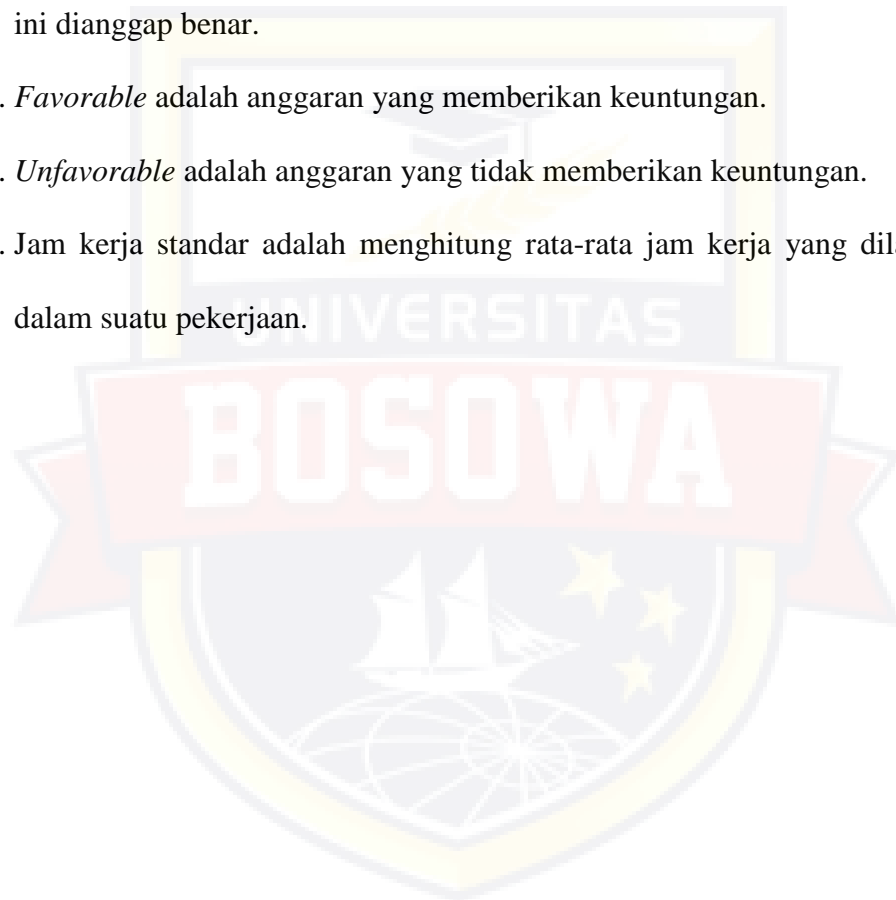 ini dianggap benar.
. Favorable adalah anggaran yang memberikan keuntungan.
. Unfavorable adalah anggaran yang tidak memberikan keuntungan.
. Jam kerja standar adalah menghitung rata-rata jam kerja yang
dalam suatu pekerjaan.
UNIVERSITAS
BOSOWA